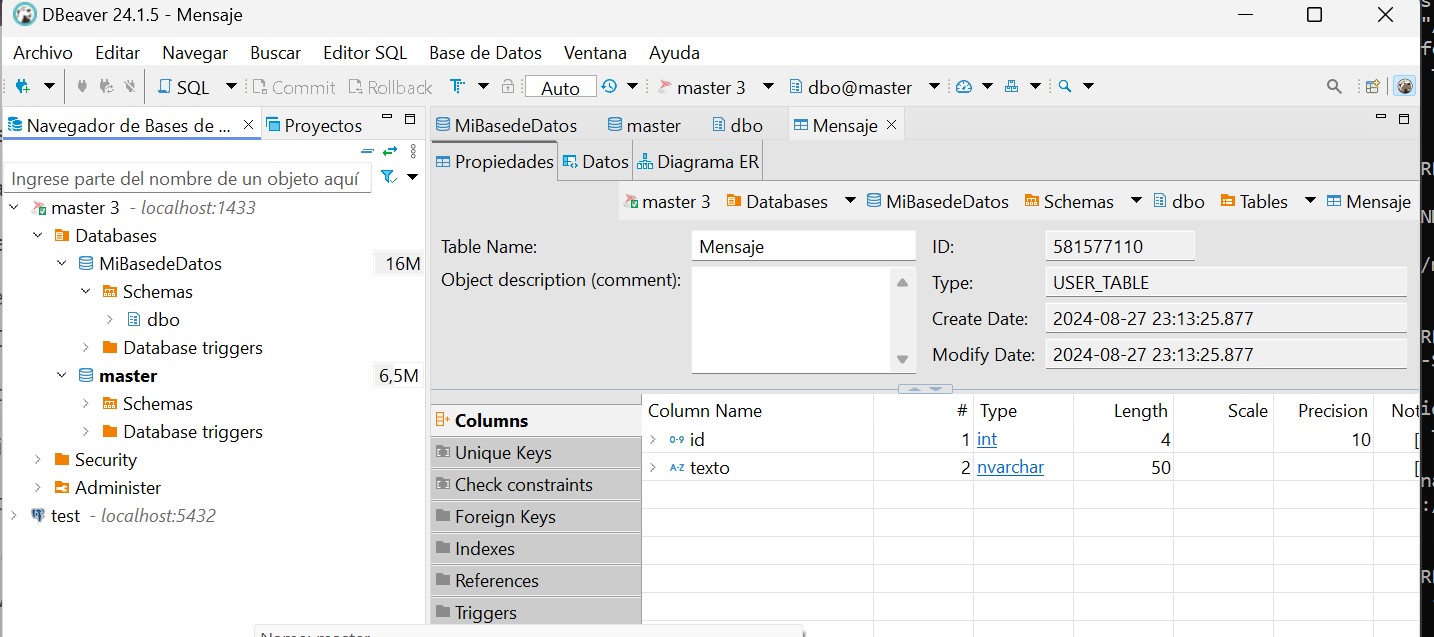 DBeaver 24.1.5 - Mensaje
Archivo Editar Navegar Buscar Editor SQL Base de Datos Ventana Ayuda
SQL Commit Rollback Auto master 3 dbo@master
Navegador de Bases de ... Proyectos
Ingrese parte del nombre de un objeto aquí
master 3 - localhost:1433
Databases
MiBasedeDatos 16M
Schemas
dbo
Database triggers
master 6,5M
Schemas
Database triggers
Security
Administer
test - localhost:5432
MiBasedeDatos master dbo Mensaje
Propiedades Datos Diagrama ER
master 3 Databases MiBasedeDatos Schemas dbo Tables Mensaje
Table Name: Mensaje ID: 581577110
Object description (comment): Type: USER_TABLE
Create Date: 2024-08-27 23:13:25.877
Modify Date: 2024-08-27 23:13:25.877
Columns
Unique Keys
Check constraints
Foreign Keys
Indexes
References
Triggers
Column Name # Type Length Scale Precision Not
0-9 id 1 int 4 10
A-Z texto 2 nvarchar 50